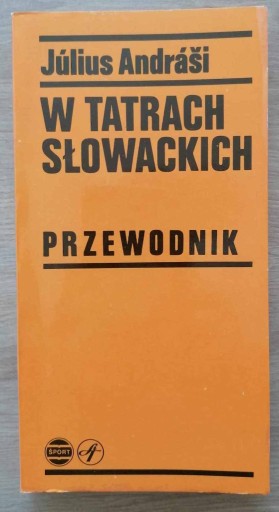 Július Andráši
W TATRACH
SŁOWACKICH
PRZEWODNIK
ŠPORT